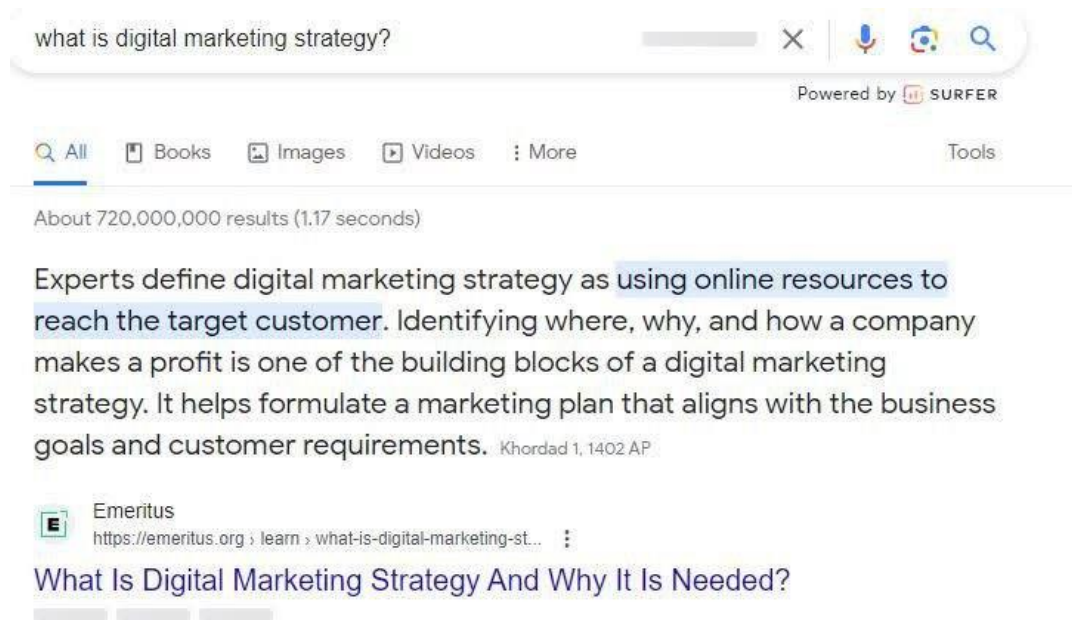 what is digital marketing strategy?
Powered by SURFER
All Books Images Videos More Tools
About 720,000,000 results (1.17 seconds)
Experts define digital marketing strategy as using online resources to
reach the target customer. Identifying where, why, and how a company
makes a profit is one of the building blocks of a digital marketing
strategy. It helps formulate a marketing plan that aligns with the business
goals and customer requirements. Khordad 1, 1402 AP
E
Emeritus
https://emeritus.org › learn › what-is-digital-marketing-st...
What Is Digital Marketing Strategy And Why It Is Needed?